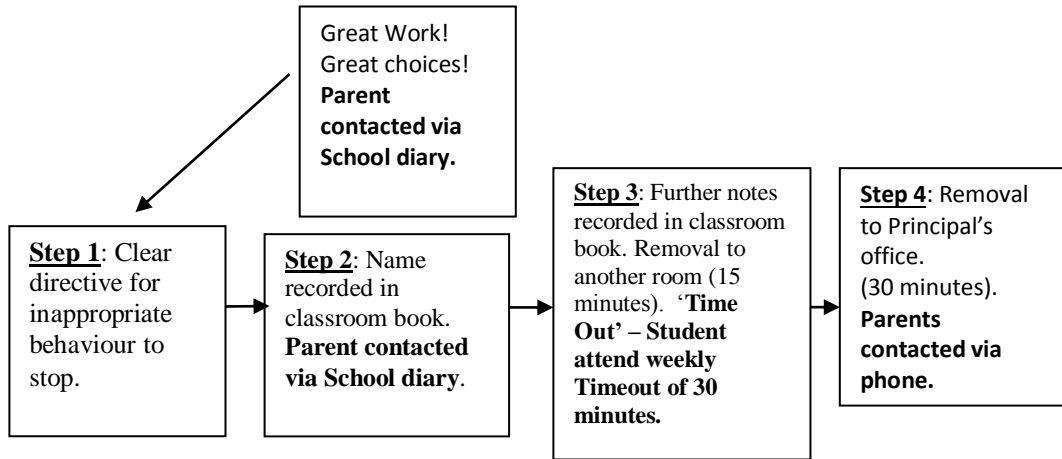 Great Work!
Great choices!
Parent
contacted via
School diary.
Step 1: Clear
directive for
inappropriate
behaviour to
stop.
Step 2: Name
recorded in
classroom book.
Parent contacted
via School diary.
Step 3: Further notes
recorded in classroom
book. Removal to
another room (15
minutes). ‘Time
Out’ – Student
attend weekly
Timeout of 30
minutes.
Step 4: Removal
to Principal’s
office.
(30 minutes).
Parents
contacted via
phone.